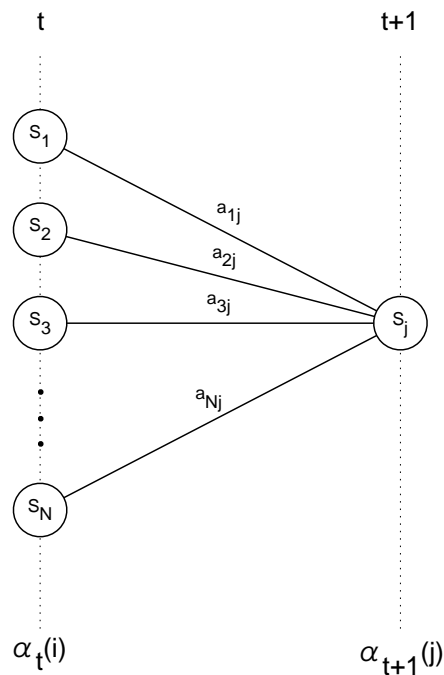 t t+1
S1
a1j
S2
a2j
a3j
S3
Sj
aNj
SN
αt(i) αt+1(j)